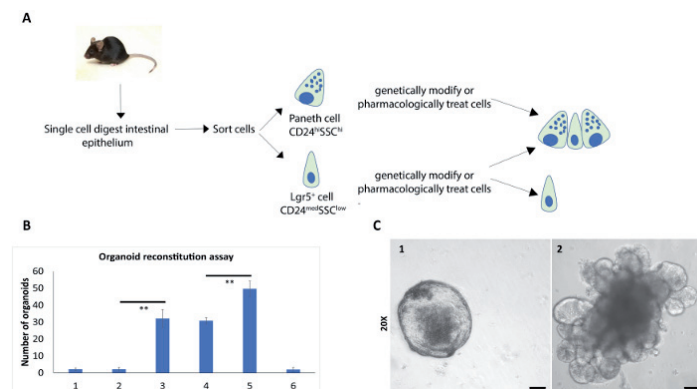 A
Single cell digest intestinal
epithelium
Sort cells
Paneth cell
CD24hiSSChi
Lgr5+ cell
CD24medSSClow
genetically modify or
pharmacologically treat cells
genetically modify or
pharmacologically treat cells
B
Organoid reconstitution assay
Number of organoids
60
50
40
30
20
10
0
**
**
1 2 3 4 5 6
C
20X
1
2